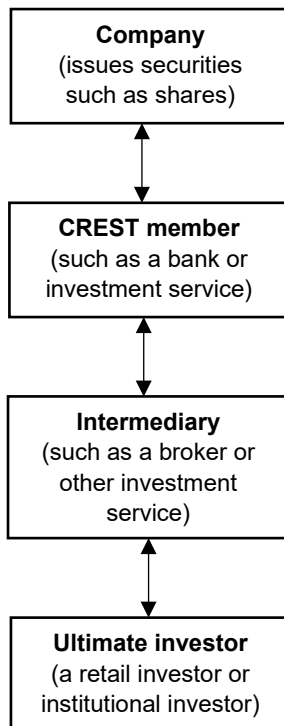 Company
(issues securities
such as shares)
CREST member
(such as a bank or
investment service)
Intermediary
(such as a broker or
other investment
service)
Ultimate investor
(a retail investor or
institutional investor)